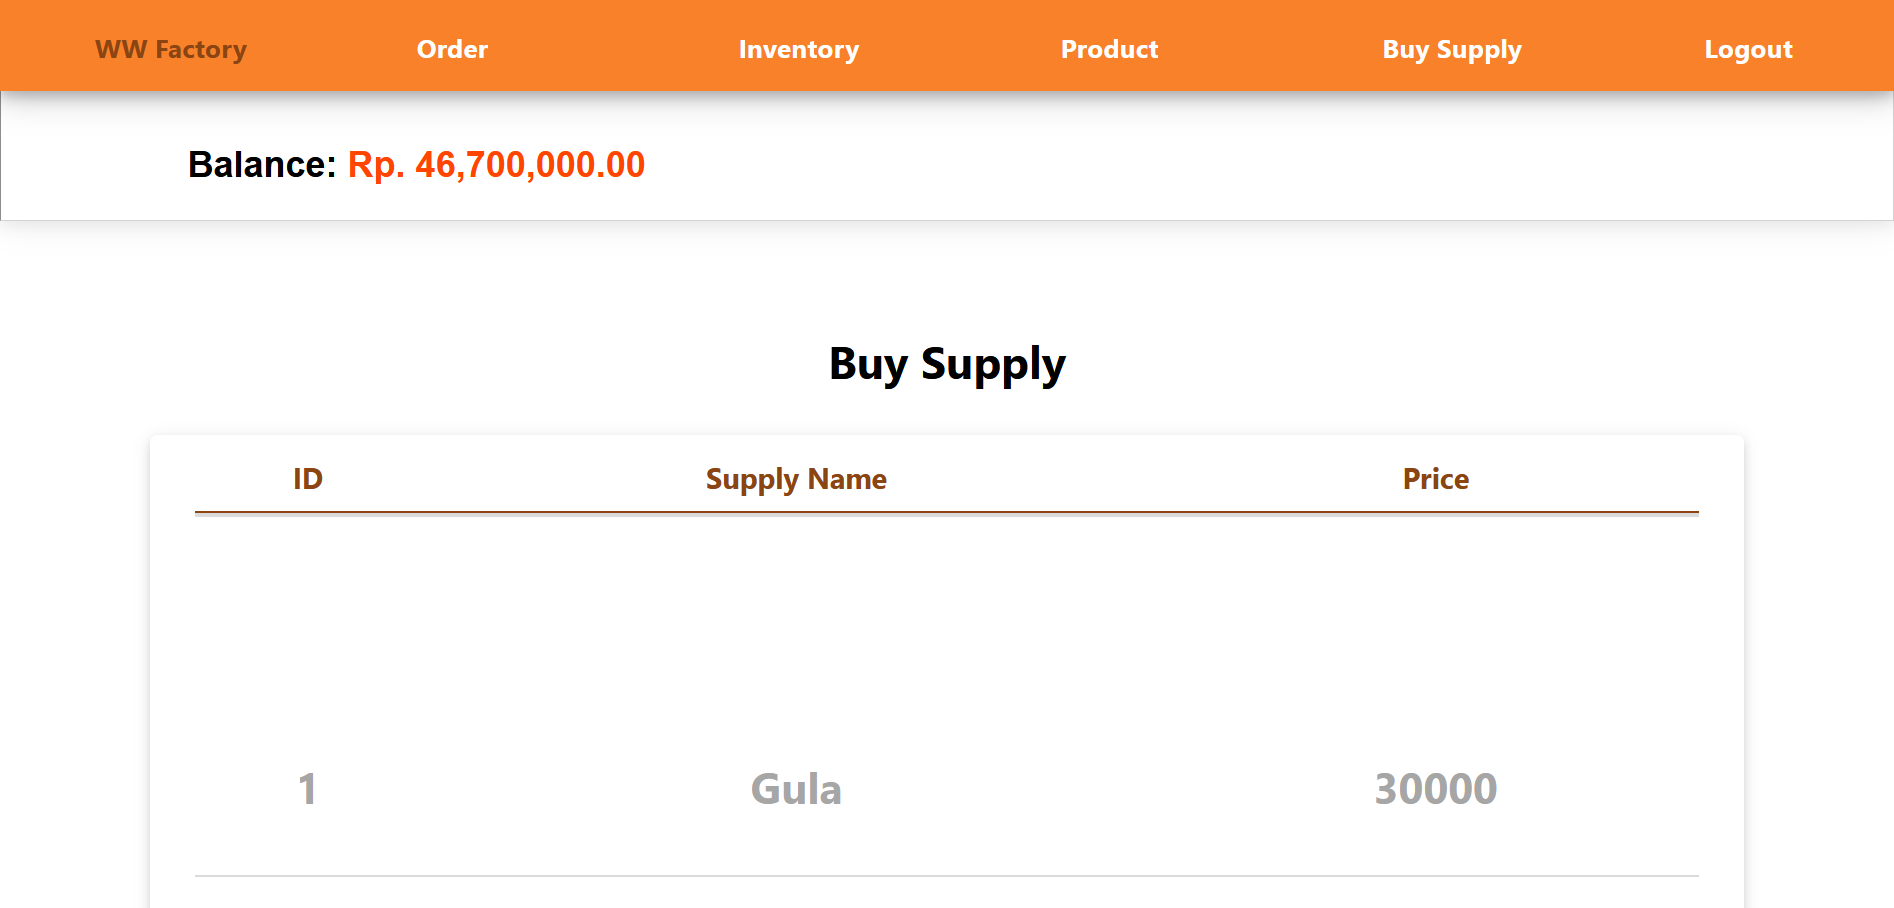 WW Factory Order Inventory Product Buy Supply Logout
Balance: Rp. 46,700,000.00
Buy Supply
ID Supply Name Price
1 Gula 30000